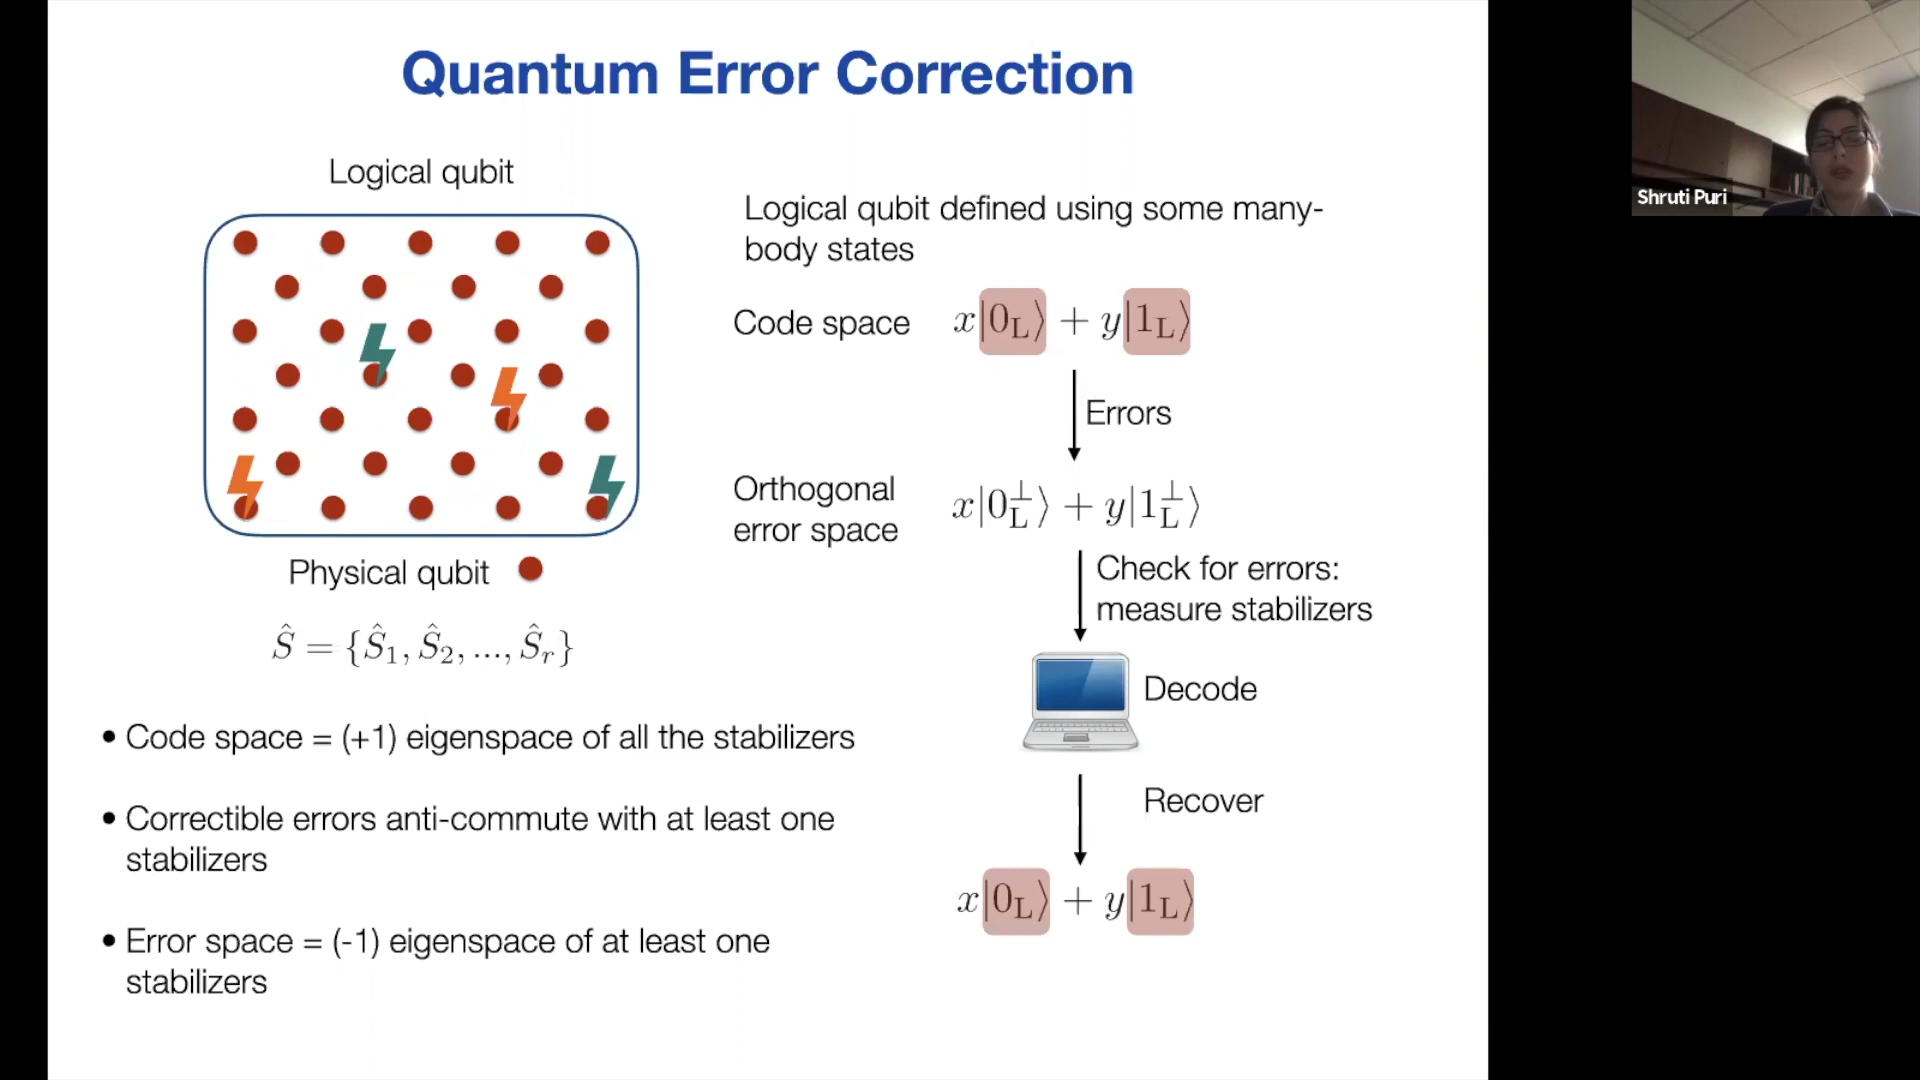 Quantum Error Correction
Logical qubit
Physical qubit
Ŝ = {Ŝ₁, Ŝ₂, ..., Ŝᵣ}
• Code space = (+1) eigenspace of all the stabilizers
• Correctible errors anti-commute with at least one
stabilizers
• Error space = (-1) eigenspace of at least one
stabilizers
Logical qubit defined using some many-
body states
Code space x|0_L⟩ + y|1_L⟩
Errors
Orthogonal
error space
x|0_L^⊥⟩ + y|1_L^⊥⟩
Check for errors:
measure stabilizers
Decode
Recover
x|0_L⟩ + y|1_L⟩
Shruti Puri